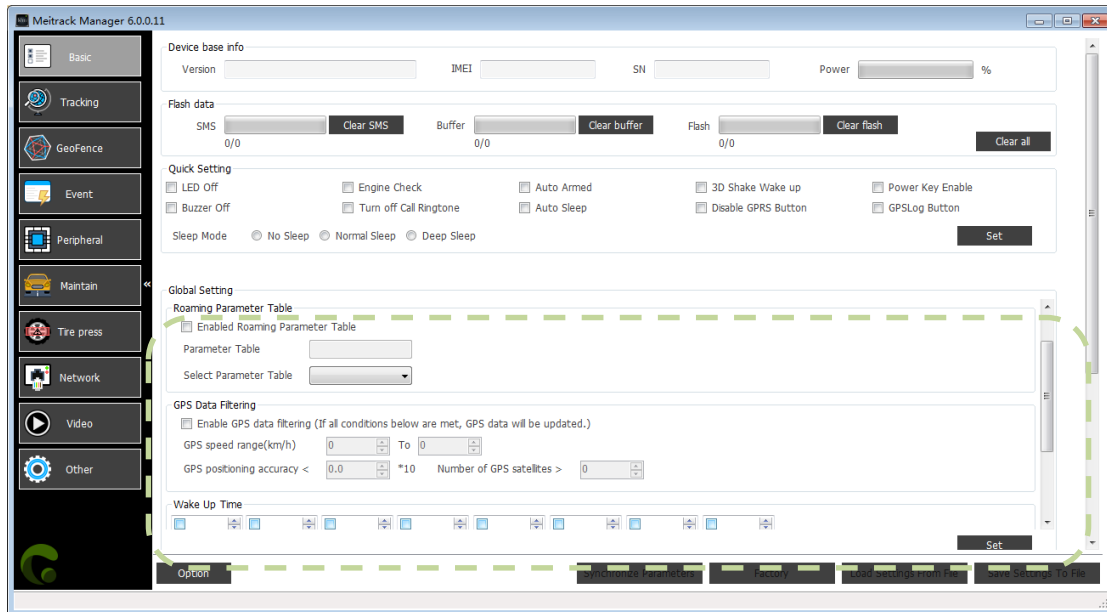 Meitrack Manager 6.0.0.11
Basic
Tracking
GeoFence
Event
Peripheral
Maintain
«
Tire press
Network
Video
Other
Device base info
Version IMEI SN Power %
Flash data
SMS Clear SMS Buffer Clear buffer Flash Clear flash
0/0 0/0 0/0
Clear all
Quick Setting
LED Off Engine Check Auto Armed 3D Shake Wake up Power Key Enable
Buzzer Off Turn off Call Ringtone Auto Sleep Disable GPRS Button GPSLog Button
Sleep Mode No Sleep Normal Sleep Deep Sleep Set
Global Setting
Roaming Parameter Table
Enabled Roaming Parameter Table
Parameter Table
Select Parameter Table
GPS Data Filtering
Enable GPS data filtering (If all conditions below are met, GPS data will be updated.)
GPS speed range(km/h) 0 To 0
GPS positioning accuracy < 0.0 *10 Number of GPS satellites > 0
Wake Up Time
Set
Option Synchronize Parameters Factory Load Settings From File Save Settings To File